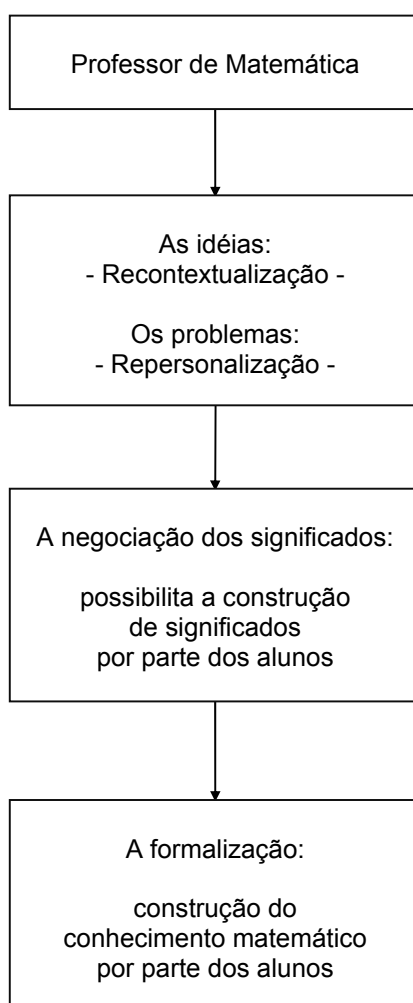 Professor de Matemática
As idéias:
- Recontextualização -
Os problemas:
- Repersonalização -
A negociação dos significados:
possibilita a construção
de significados
por parte dos alunos
A formalização:
construção do
conhecimento matemático
por parte dos alunos